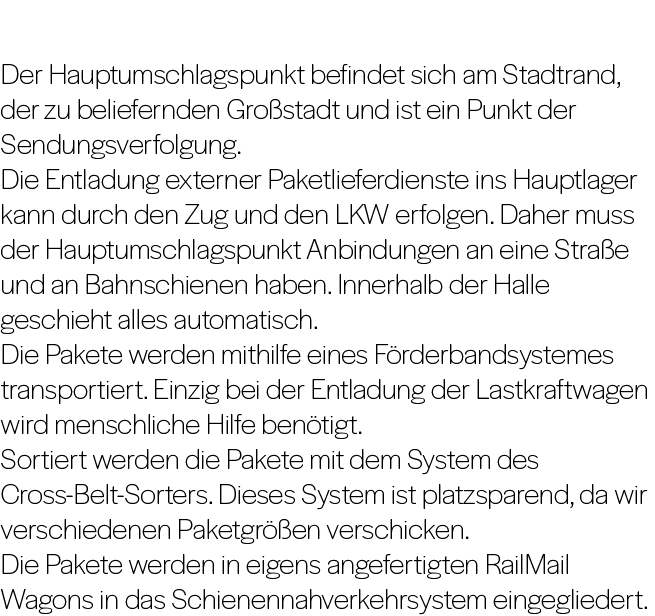 Der Hauptumschlagspunkt befindet sich am Stadtrand,
der zu beliefernden Großstadt und ist ein Punkt der
Sendungsverfolgung.
Die Entladung externer Paketlieferdienste ins Hauptlager
kann durch den Zug und den LKW erfolgen. Daher muss
der Hauptumschlagspunkt Anbindungen an eine Straße
und an Bahnschienen haben. Innerhalb der Halle
geschieht alles automatisch.
Die Pakete werden mithilfe eines Förderbandsystemes
transportiert. Einzig bei der Entladung der Lastkraftwagen
wird menschliche Hilfe benötigt.
Sortiert werden die Pakete mit dem System des
Cross-Belt-Sorters. Dieses System ist platzsparend, da wir
verschiedenen Paketgrößen verschicken.
Die Pakete werden in eigens angefertigten RailMail
Wagons in das Schienennahverkehrsystem eingegliedert.